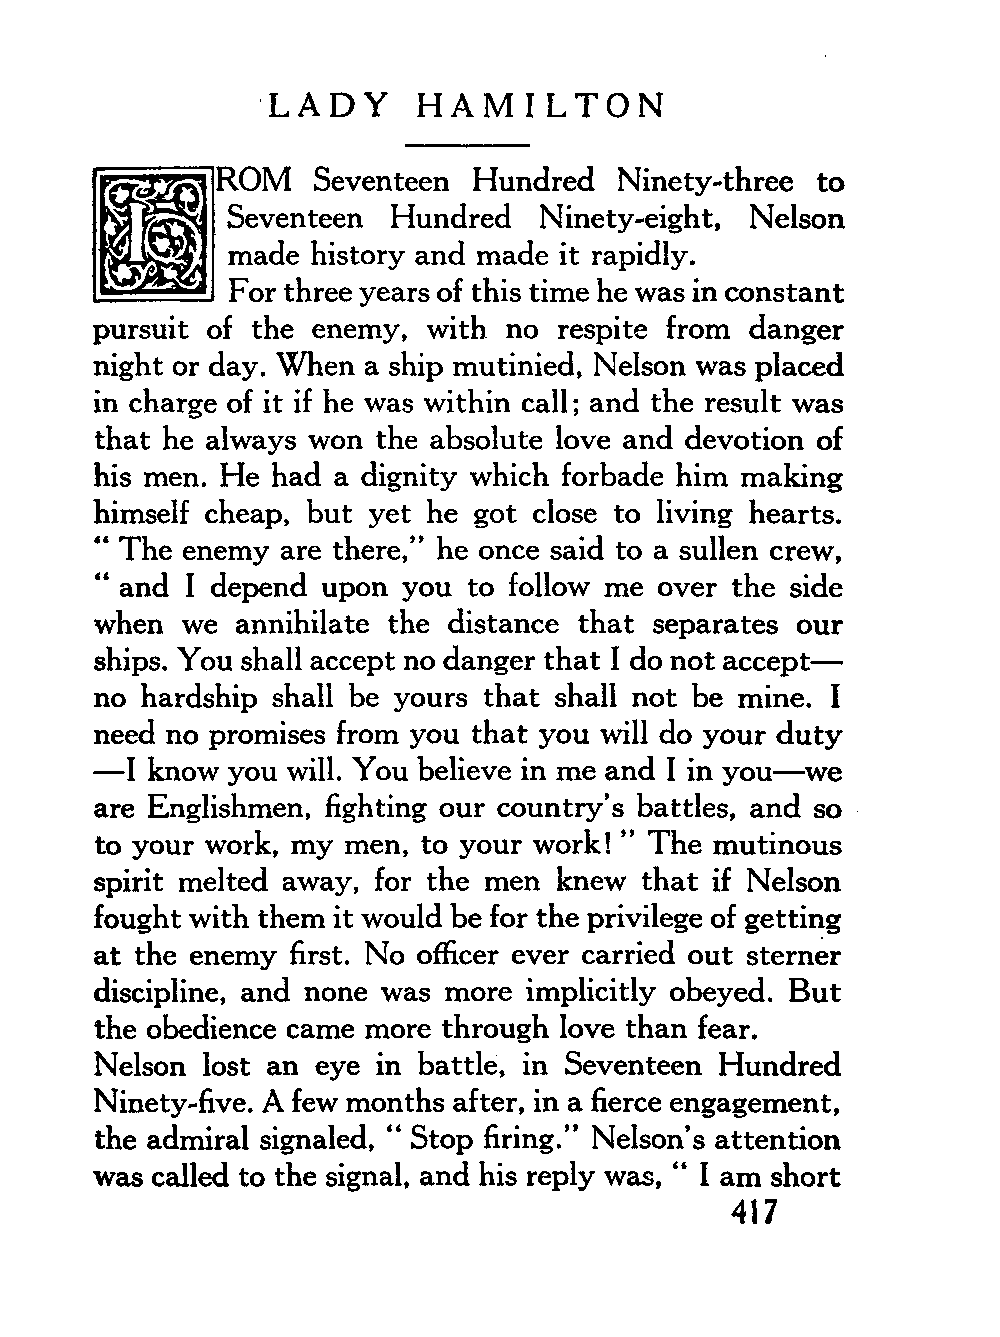 LADY HAMILTON
FROM Seventeen Hundred Ninety-three to
Seventeen Hundred Ninety-eight, Nelson
made history and made it rapidly.
For three years of this time he was in constant
pursuit of the enemy, with no respite from danger
night or day. When a ship mutinied, Nelson was placed
in charge of it if he was within call; and the result was
that he always won the absolute love and devotion of
his men. He had a dignity which forbade him making
himself cheap, but yet he got close to living hearts.
“ The enemy are there,” he once said to a sullen crew,
“ and I depend upon you to follow me over the side
when we annihilate the distance that separates our
ships. You shall accept no danger that I do not accept—
no hardship shall be yours that shall not be mine. I
need no promises from you that you will do your duty
—I know you will. You believe in me and I in you—we
are Englishmen, fighting our country’s battles, and so
to your work, my men, to your work! ” The mutinous
spirit melted away, for the men knew that if Nelson
fought with them it would be for the privilege of getting
at the enemy first. No officer ever carried out sterner
discipline, and none was more implicitly obeyed. But
the obedience came more through love than fear.
Nelson lost an eye in battle, in Seventeen Hundred
Ninety-five. A few months after, in a fierce engagement,
the admiral signaled, “ Stop firing.” Nelson’s attention
was called to the signal, and his reply was, “ I am short
417